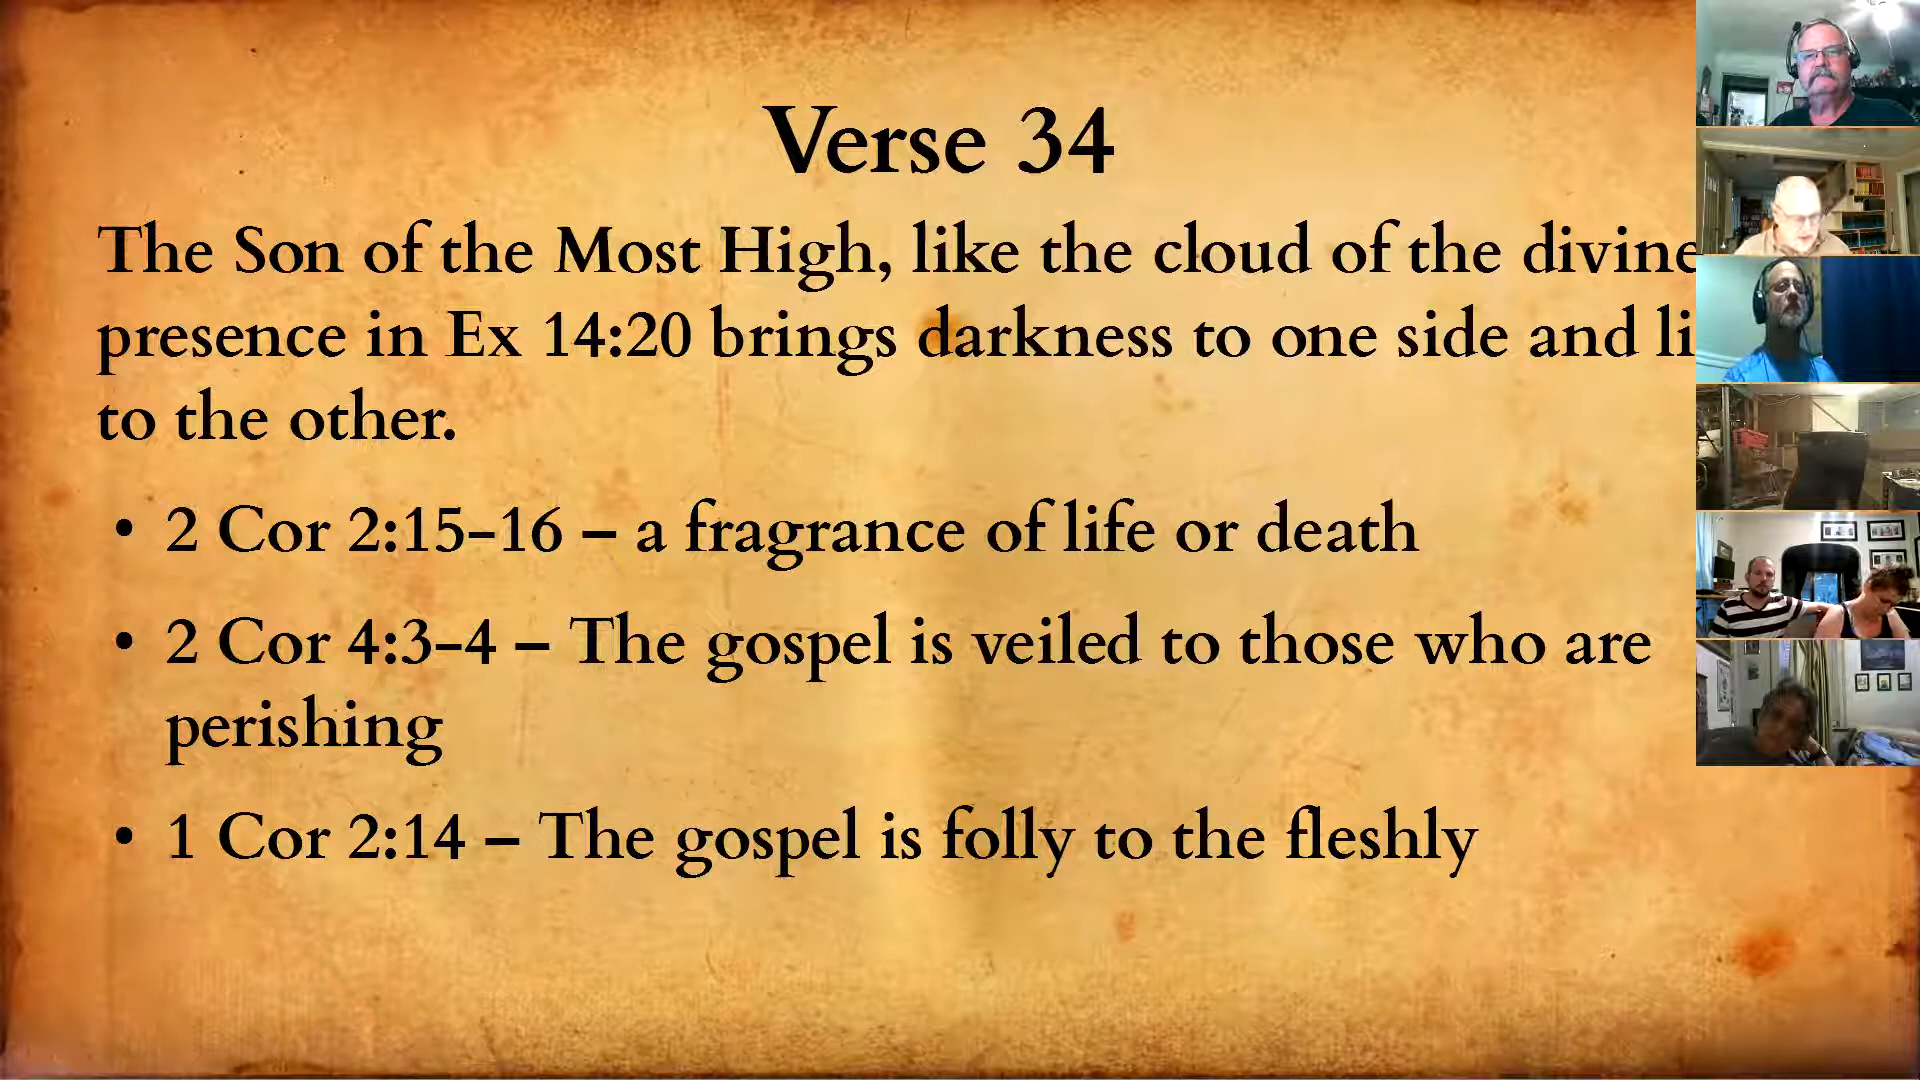 Verse 34
The Son of the Most High, like the cloud of the divine
presence in Ex 14:20 brings darkness to one side and
to the other.
• 2 Cor 2:15-16 – a fragrance of life or death
• 2 Cor 4:3-4 – The gospel is veiled to those who are
perishing
• 1 Cor 2:14 – The gospel is folly to the fleshly